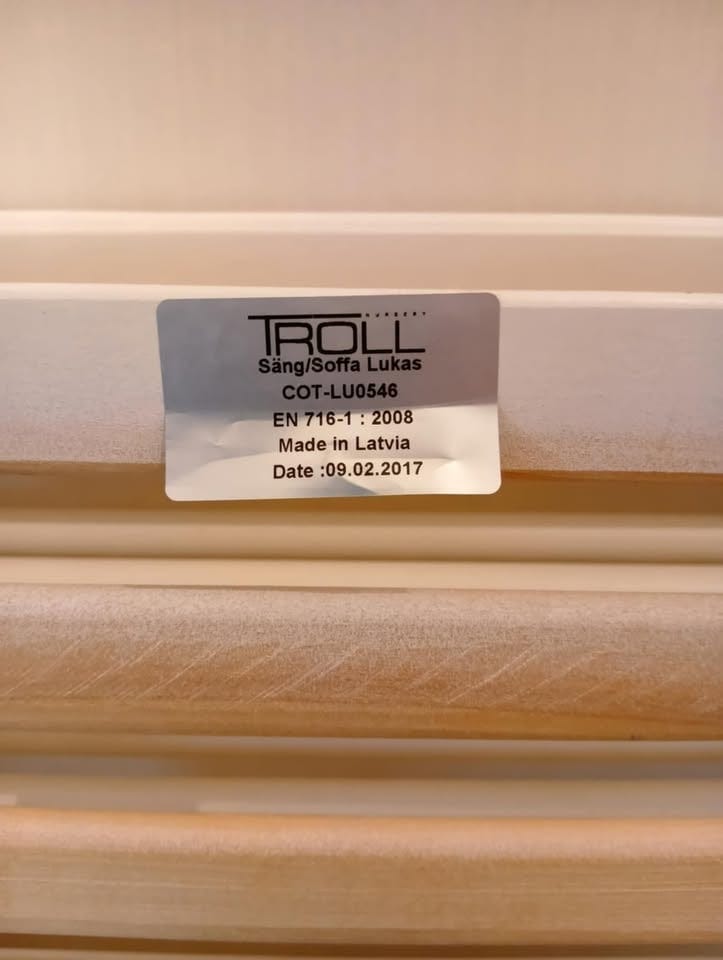 NURSERY
TROLL
Säng/Soffa Lukas
COT-LU0546
EN 716-1 : 2008
Made in Latvia
Date :09.02.2017